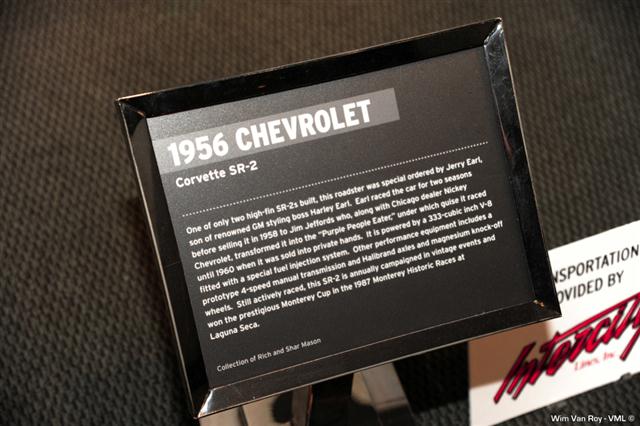 1956 CHEVROLET
Corvette SR-2
One of only two high-fin SR-2s built, this roadster was special ordered by Jerry Earl,
son of renowned GM styling boss Harley Earl. Earl raced the car for two seasons
before selling it in 1958 to Jim Jeffords who, along with Chicago dealer Nickey
Chevrolet, transformed it into the "Purple People Eater," under which guise it raced
until 1960 when it was sold into private hands. It is powered by a 333-cubic inch V-8
fitted with a special fuel injection system. Other performance equipment includes a
prototype 4-speed manual transmission and Halibrand axles and magnesium knock-off
wheels. Still actively raced, this SR-2 is annually campaigned in vintage events and
won the prestigious Monterey Cup in the 1987 Monterey Historic Races at
Laguna Seca.
Collection of Rich and Shar Mason
NSPORTATION
OVIDED BY
Intercity
Lines, Inc
Wim Van Roy - VML ©